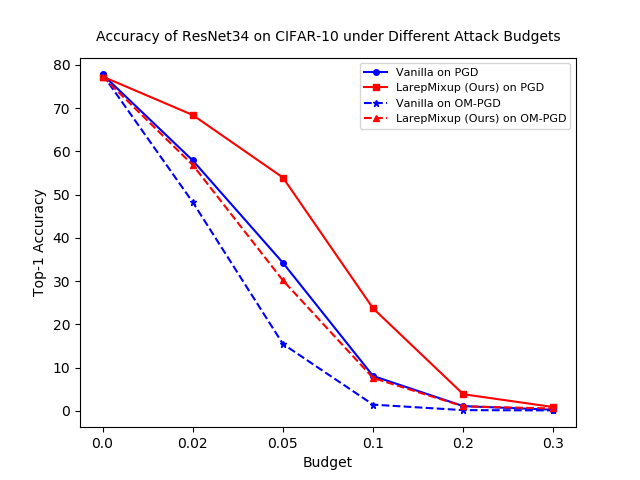 Accuracy of ResNet34 on CIFAR-10 under Different Attack Budgets
Vanilla on PGD
LarepMixup (Ours) on PGD
Vanilla on OM-PGD
LarepMixup (Ours) on OM-PGD
Top-1 Accuracy
80
70
60
50
40
30
20
10
0
0.0 0.02 0.05 0.1 0.2 0.3
Budget